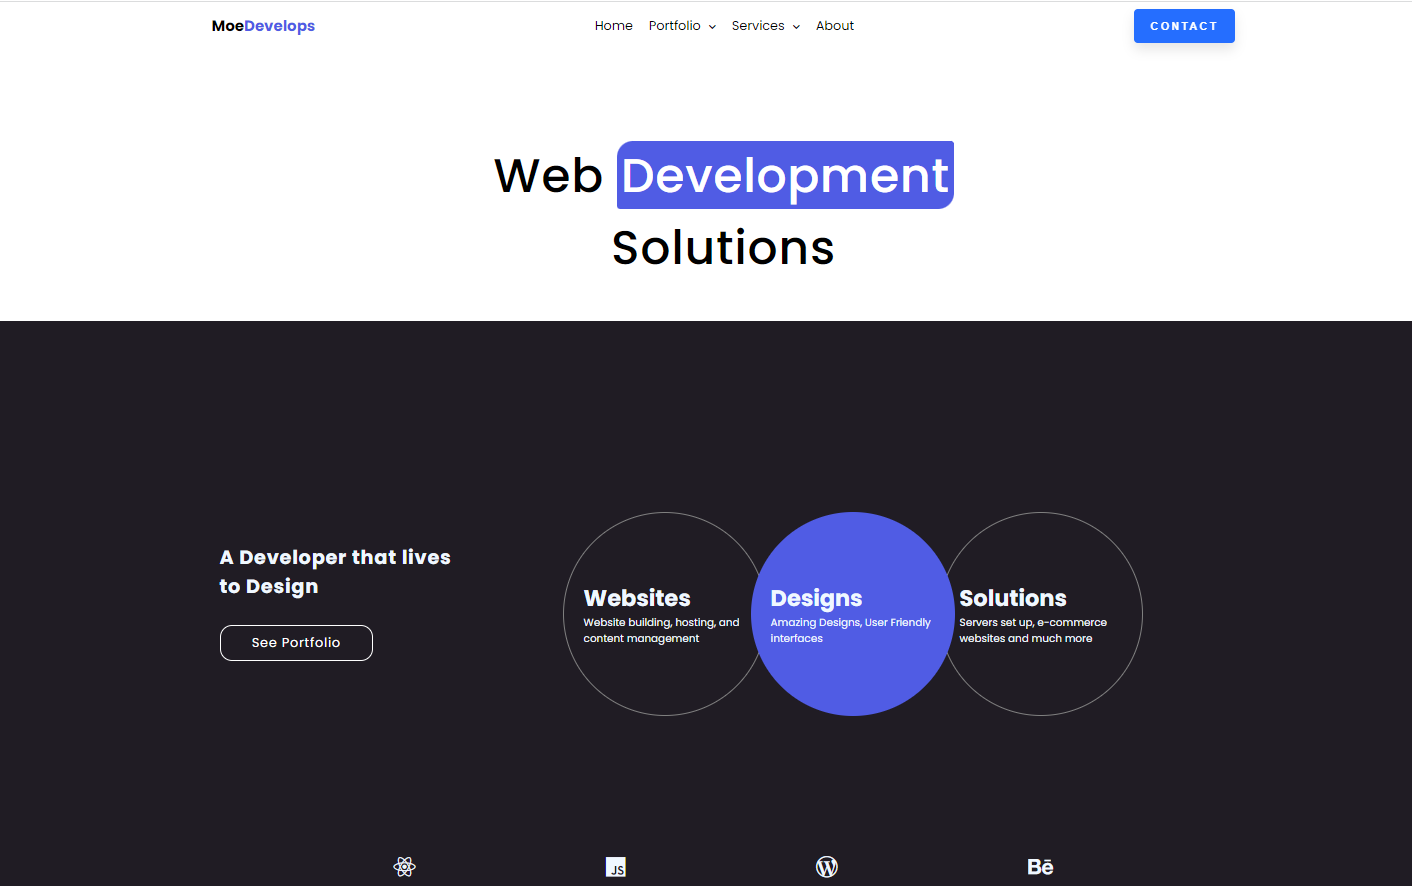 MoeDevelops
Home Portfolio Services About
CONTACT
Web Development
Solutions
A Developer that lives
to Design
See Portfolio
Websites
Website building, hosting, and
content management
Designs
Amazing Designs, User Friendly
interfaces
Solutions
Servers set up, e-commerce
websites and much more
JS
Bē